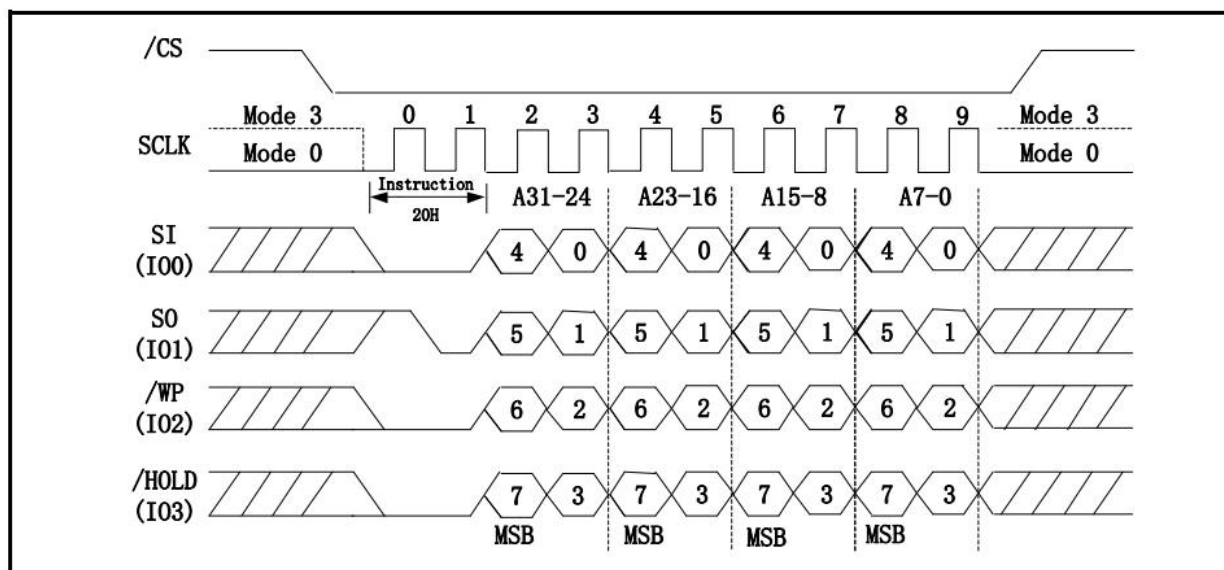 /CS
Mode 3 0 1 2 3 4 5 6 7 8 9 Mode 3
SCLK
Mode 0 Mode 0
Instruction
20H
A31-24 A23-16 A15-8 A7-0
SI
(IO0)
4 0 4 0 4 0 4 0
SO
(IO1)
5 1 5 1 5 1 5 1
/WP
(IO2)
6 2 6 2 6 2 6 2
/HOLD
(IO3)
7 3 7 3 7 3 7 3
MSB MSB MSB MSB